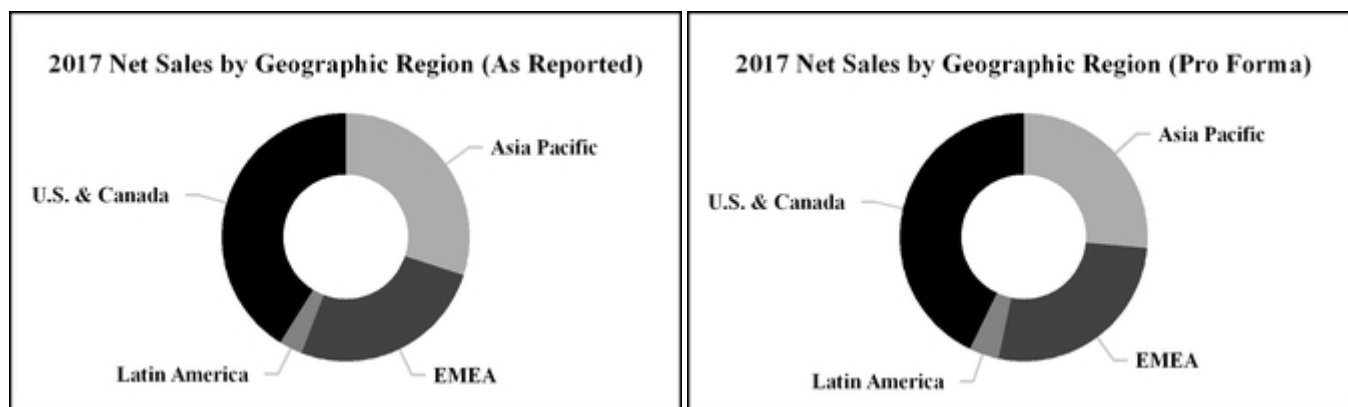 2017 Net Sales by Geographic Region (As Reported)
Asia Pacific
U.S. & Canada
Latin America
EMEA
2017 Net Sales by Geographic Region (Pro Forma)
Asia Pacific
U.S. & Canada
Latin America
EMEA